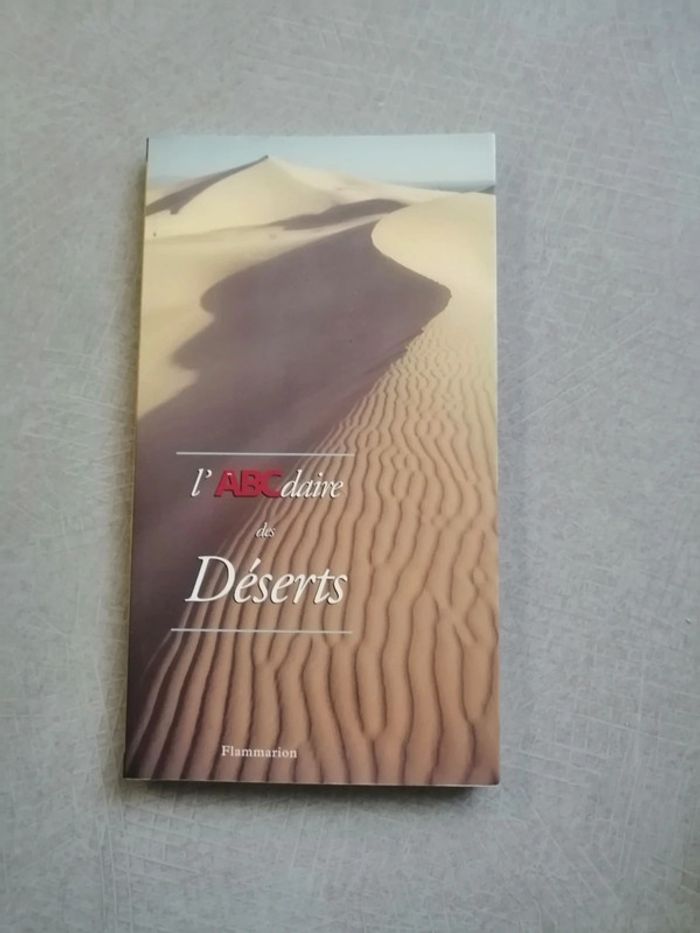 l'ABCdaire
des
Déserts
Flammarion